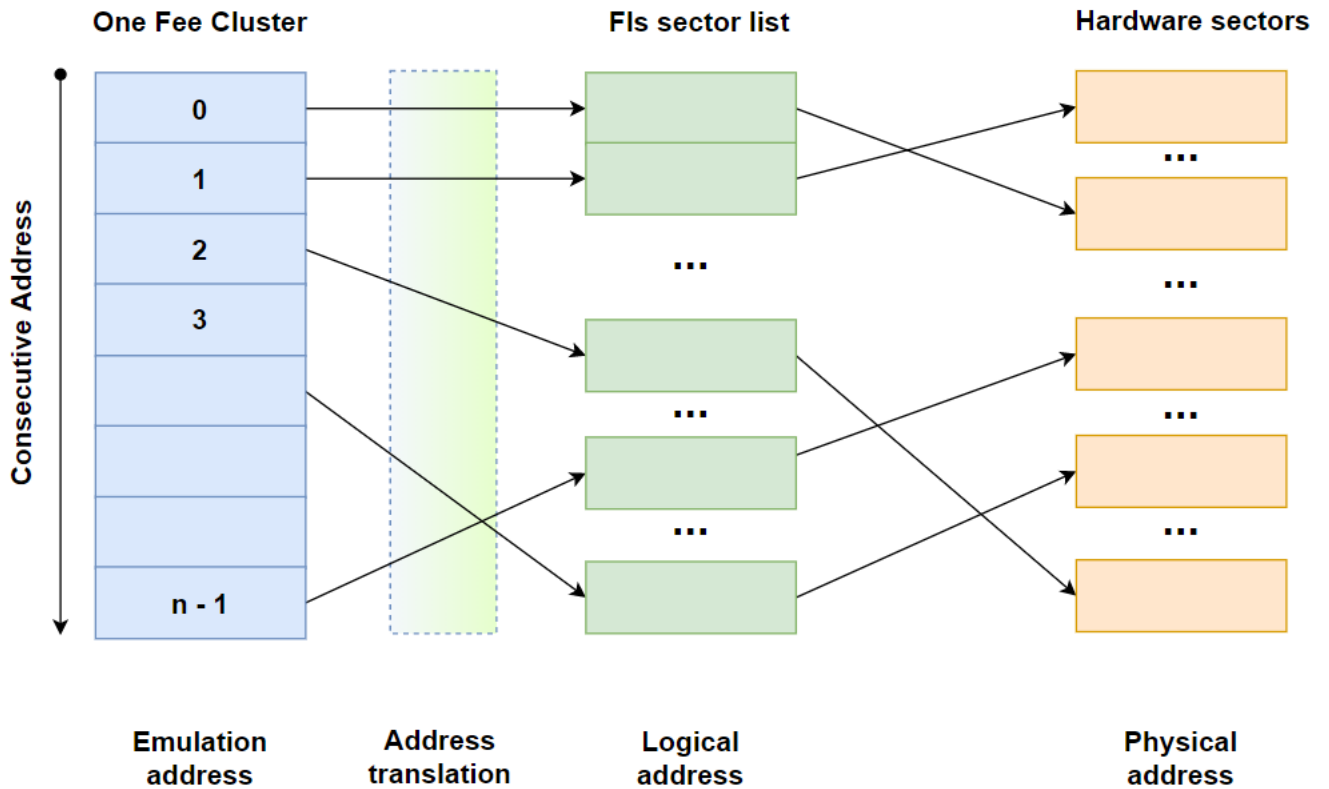 One Fee Cluster
Fls sector list
Hardware sectors
Consecutive Address
0
1
2
3
n - 1
...
...
...
...
...
...
...
Emulation
address
Address
translation
Logical
address
Physical
address